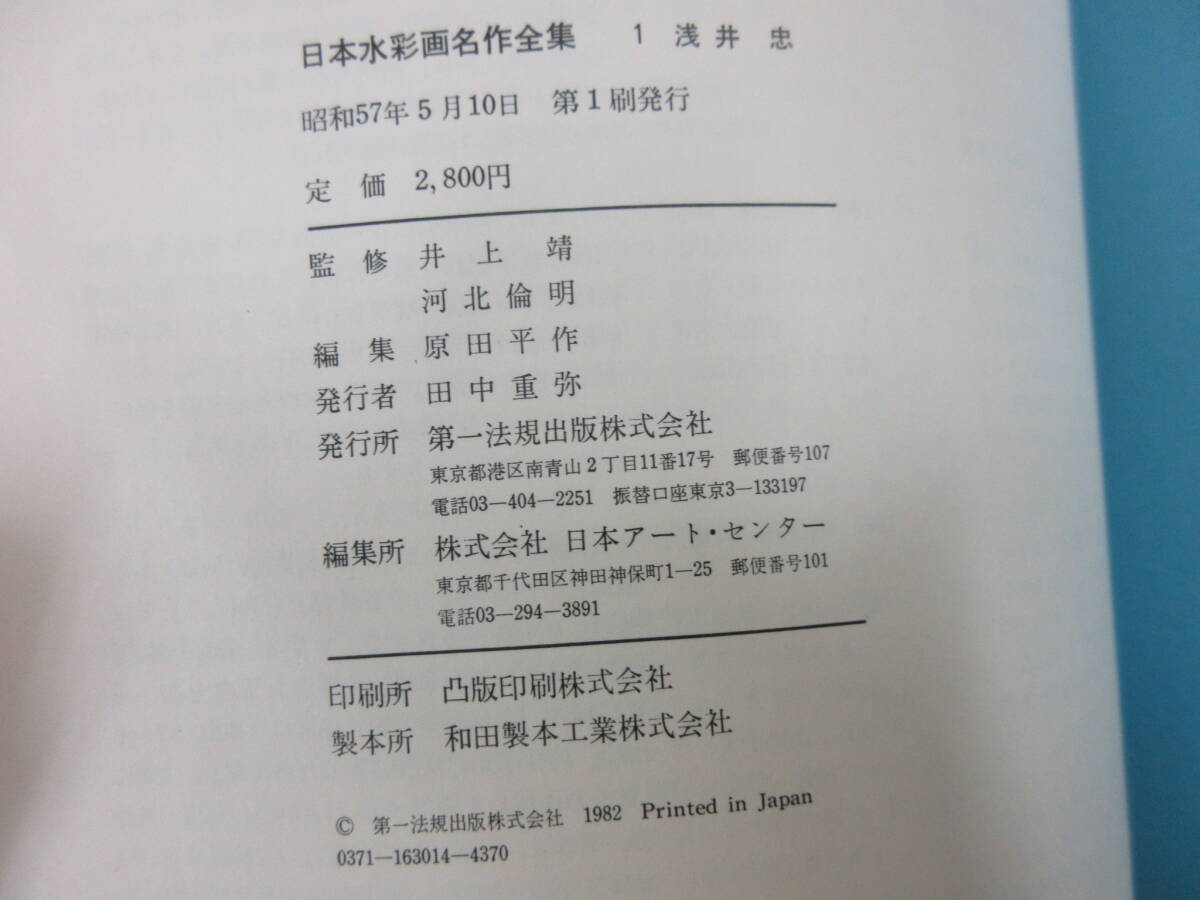 日本水彩画名作全集　1　浅井　忠
昭和57年5月10日　第1刷発行
定　価　2,800円
監　修　井　上　靖
河北倫明
編　集　原田平作
発行者　田中重弥
発行所　第一法規出版株式会社
東京都港区南青山2丁目11番17号　郵便番号107
電話03—404—2251　振替口座東京3—133197
編集所　株式会社 日本アート・センター
東京都千代田区神田神保町1—25　郵便番号101
電話03—294—3891
印刷所　凸版印刷株式会社
製本所　和田製本工業株式会社
© 第一法規出版株式会社　1982　Printed in Japan
0371—163014—4370